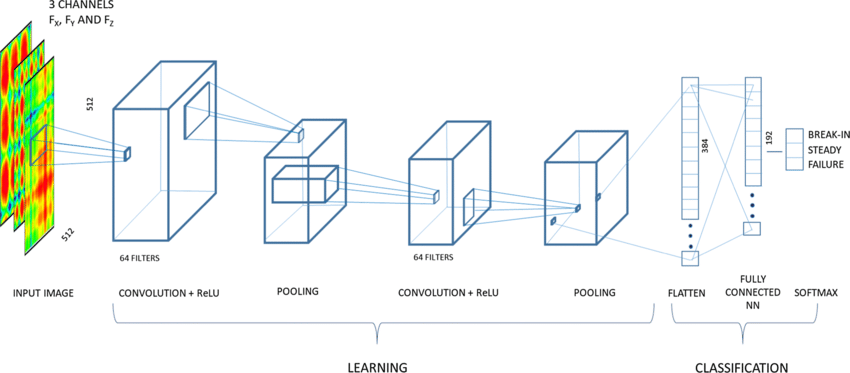 3 CHANNELS
FX, FY AND FZ
512
512
64 FILTERS
64 FILTERS
384
192
BREAK-IN
STEADY
FAILURE
INPUT IMAGE
CONVOLUTION + ReLU
POOLING
CONVOLUTION + ReLU
POOLING
FLATTEN
FULLY
CONNECTED
NN
SOFTMAX
LEARNING
CLASSIFICATION